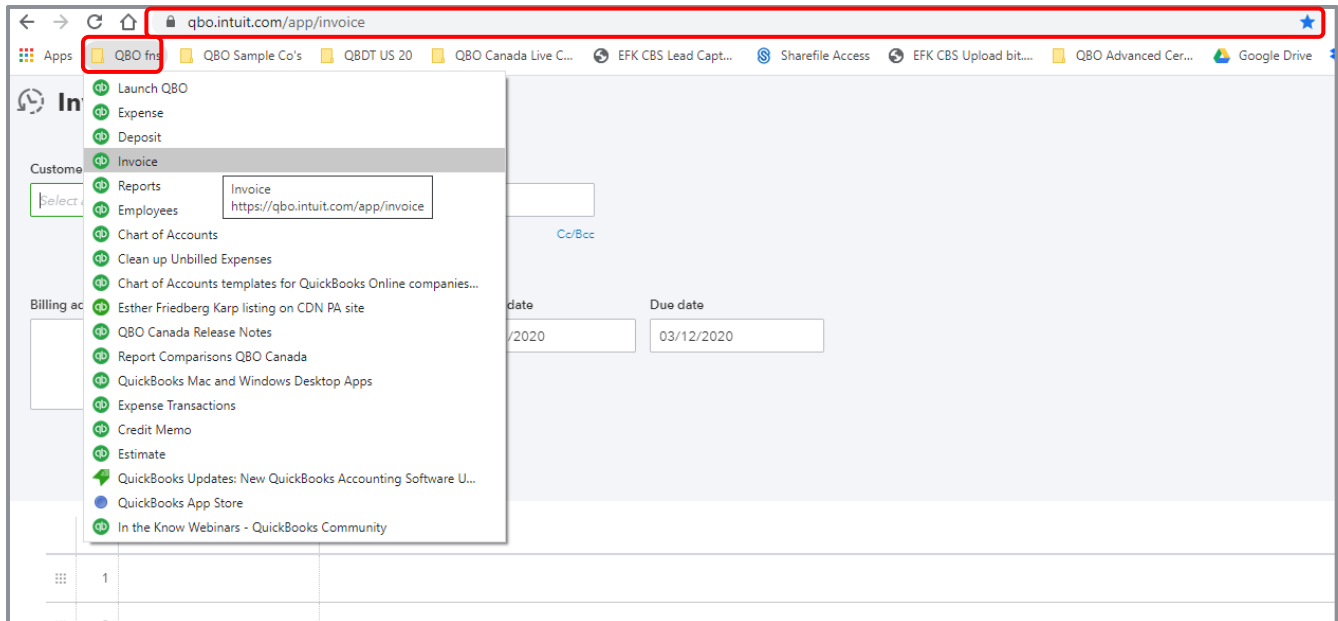 qbo.intuit.com/app/invoice
Apps QBO fns QBO Sample Co's QBDT US 20 QBO Canada Live C... EFK CBS Lead Capt... Sharefile Access EFK CBS Upload bit.... QBO Advanced Cer... Google Drive
Launch QBO
Expense
Deposit
Invoice
Reports
Employees
Chart of Accounts
Clean up Unbilled Expenses
Chart of Accounts templates for QuickBooks Online companies...
Esther Friedberg Karp listing on CDN PA site
QBO Canada Release Notes
Report Comparisons QBO Canada
QuickBooks Mac and Windows Desktop Apps
Expense Transactions
Credit Memo
Estimate
QuickBooks Updates: New QuickBooks Accounting Software U...
QuickBooks App Store
In the Know Webinars - QuickBooks Community
Invoice
https://qbo.intuit.com/app/invoice
In
Custome
Select
Cc/Bcc
Billing ad
date
Due date
/2020
03/12/2020
1